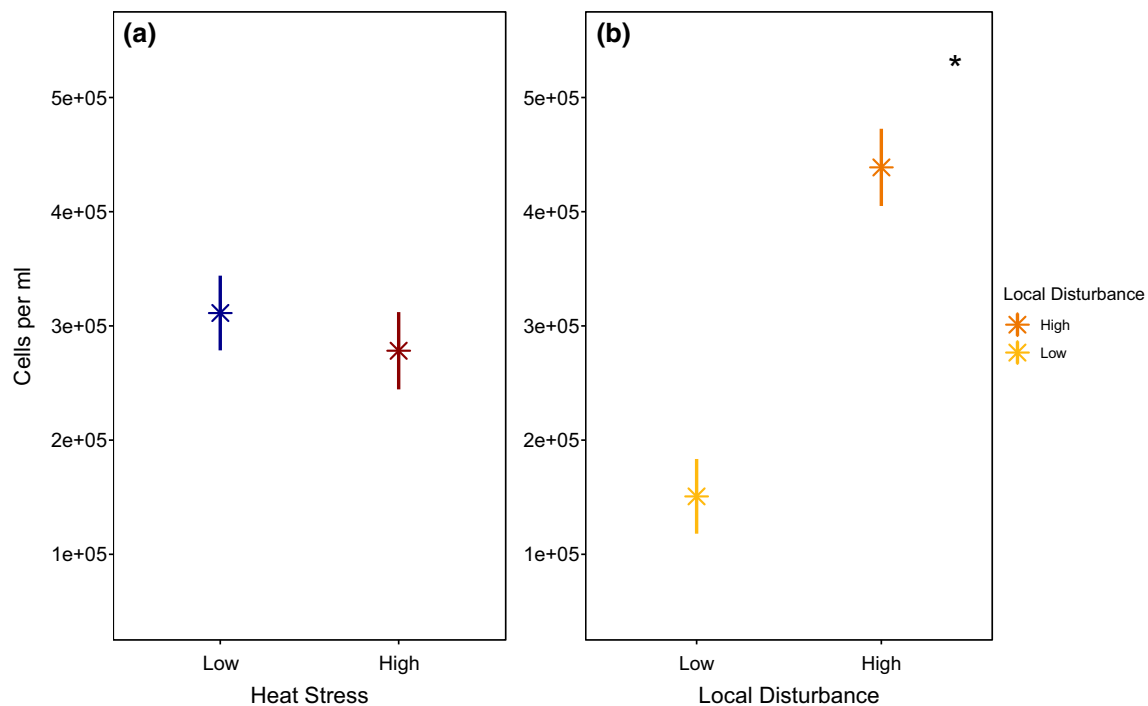 (a)
Cells per ml
5e+05
4e+05
3e+05
2e+05
1e+05
Low High
Heat Stress
(b)
*
5e+05
4e+05
3e+05
2e+05
1e+05
Low High
Local Disturbance
Local Disturbance
High
Low